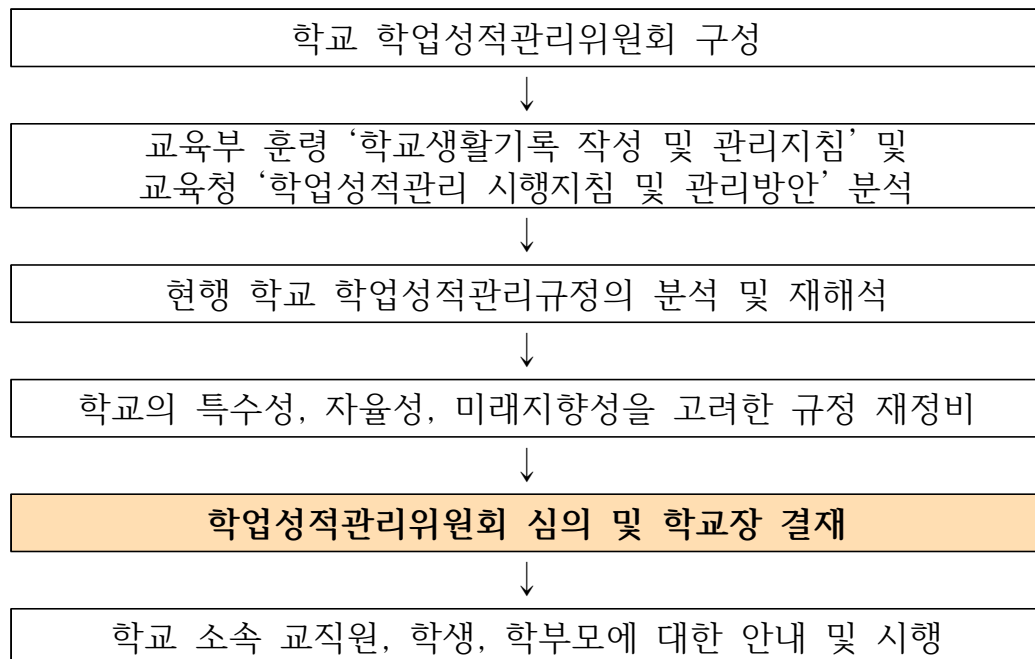 학교 학업성적관리위원회 구성
↓
교육부 훈령 ‘학교생활기록 작성 및 관리지침’ 및
교육청 ‘학업성적관리 시행지침 및 관리방안’ 분석
↓
현행 학교 학업성적관리규정의 분석 및 재해석
↓
학교의 특수성, 자율성, 미래지향성을 고려한 규정 재정비
↓
학업성적관리위원회 심의 및 학교장 결재
↓
학교 소속 교직원, 학생, 학부모에 대한 안내 및 시행